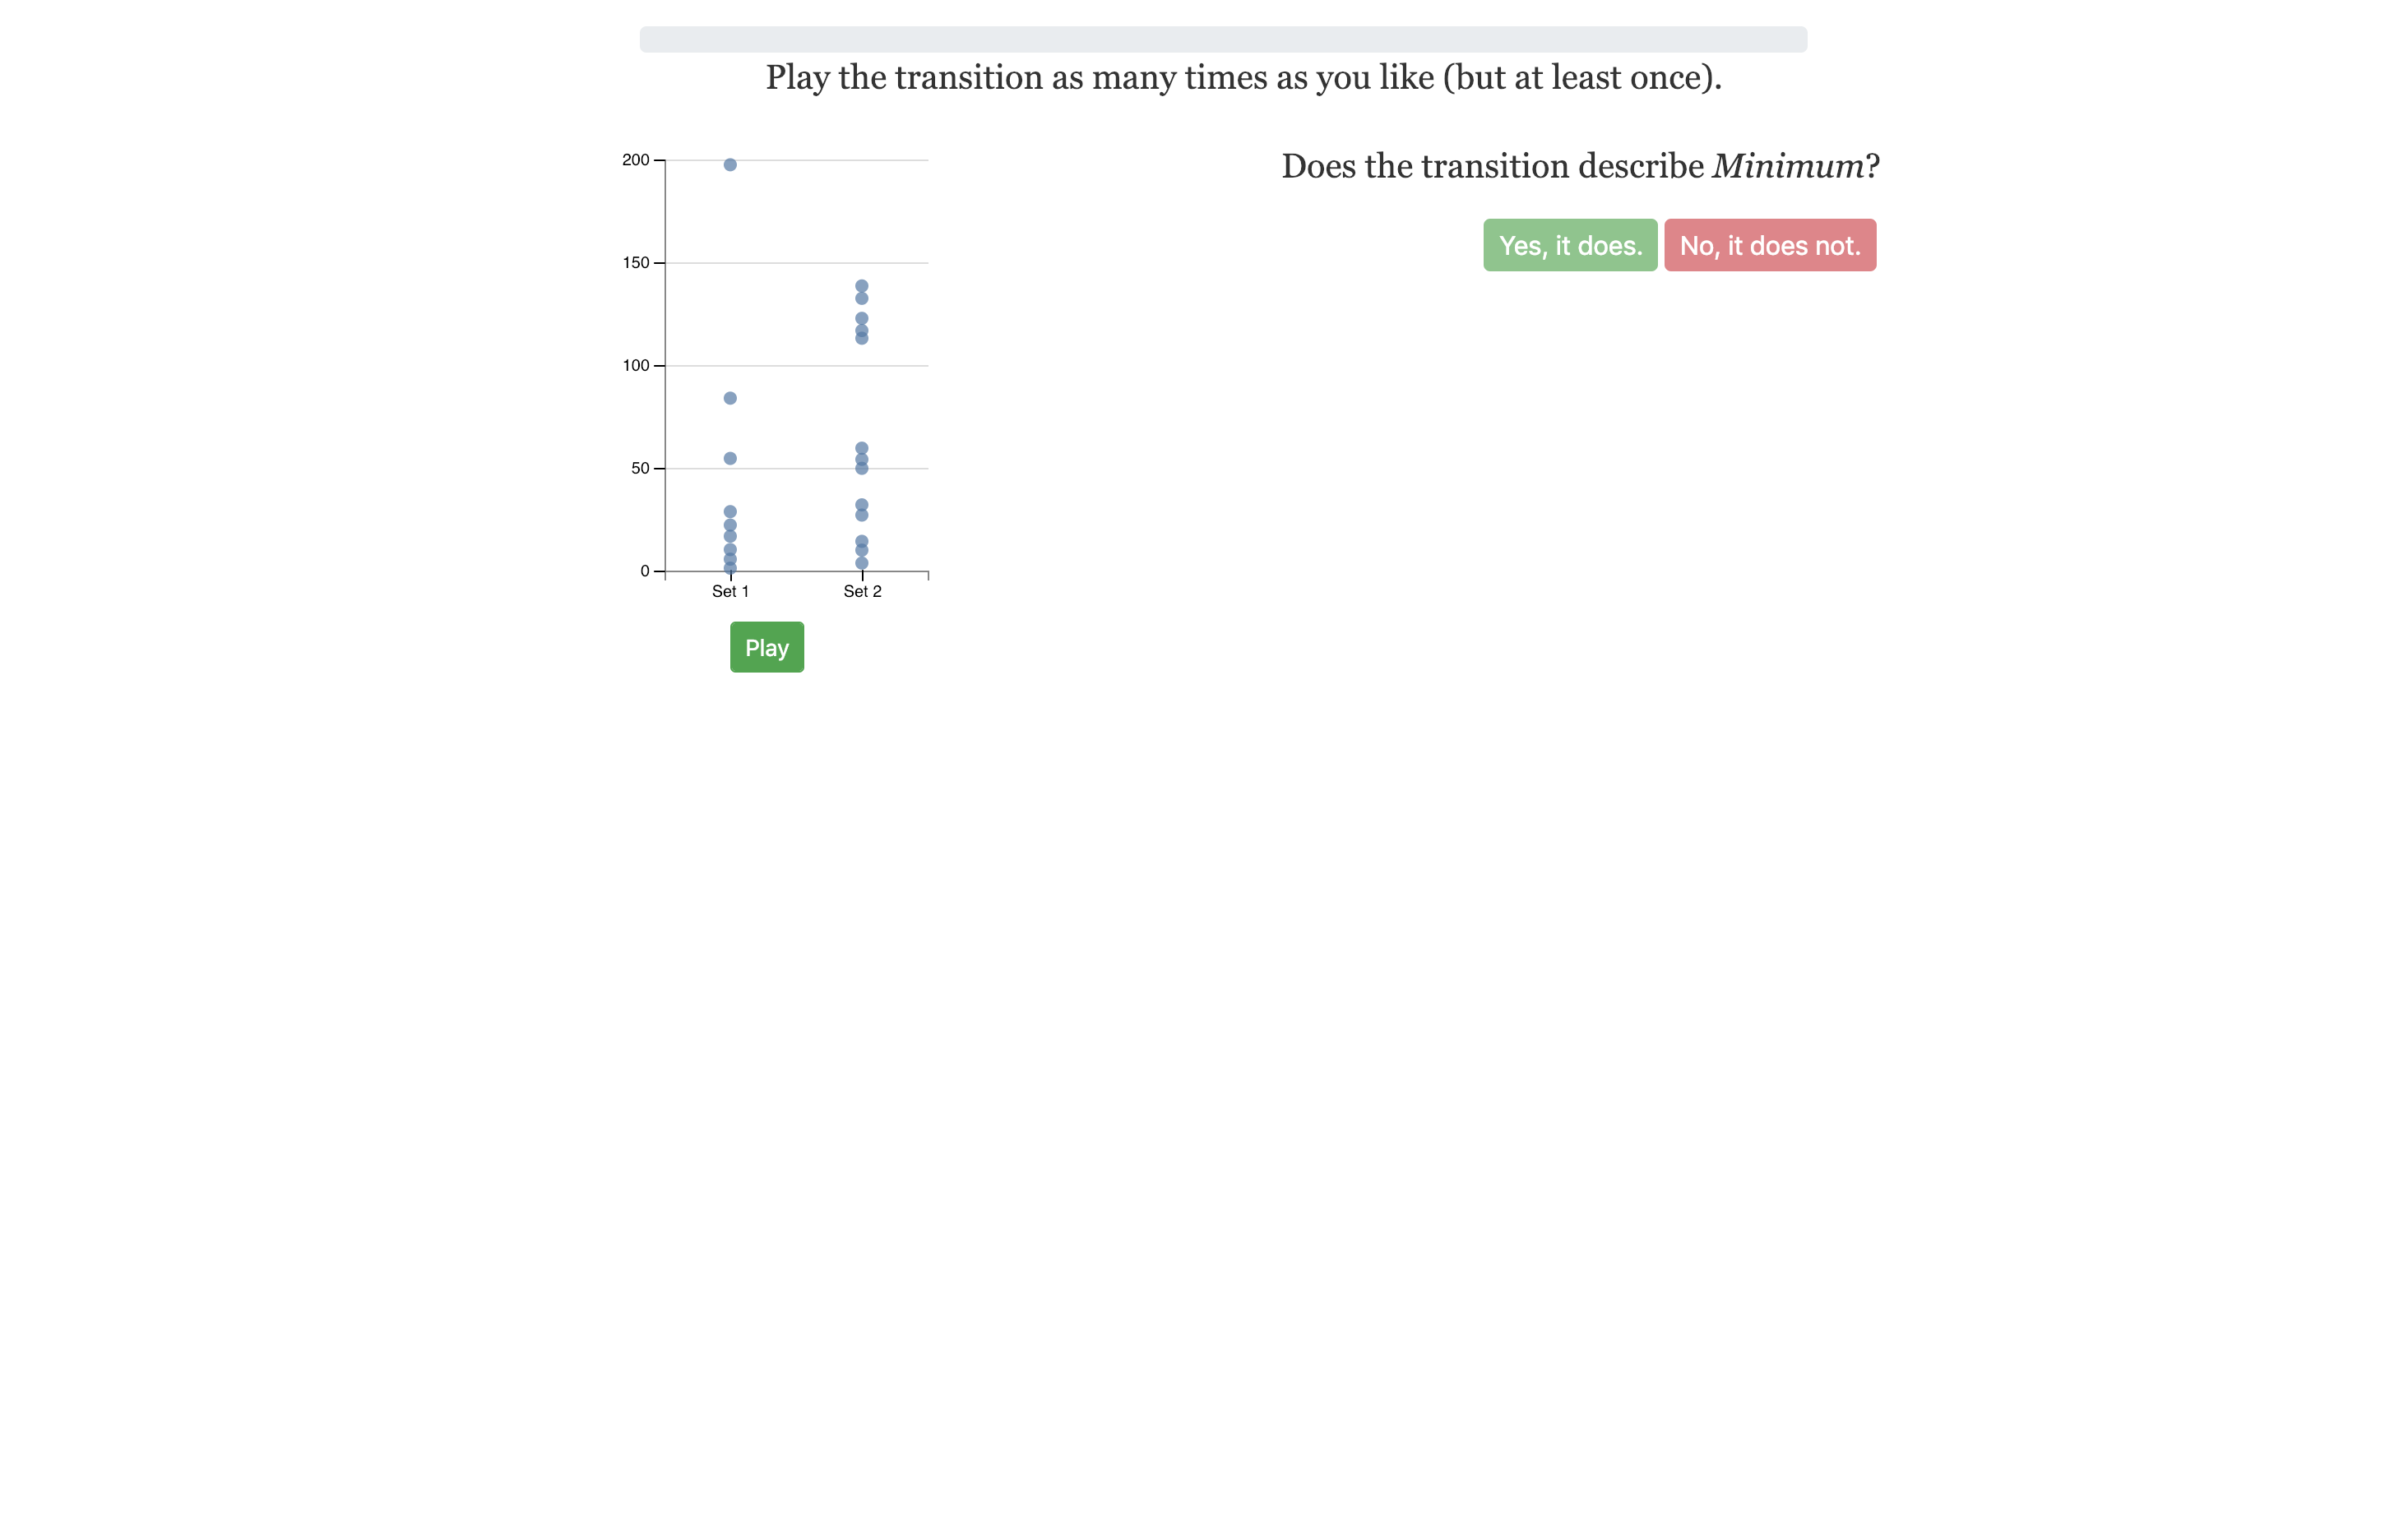 Play the transition as many times as you like (but at least once).
Does the transition describe Minimum?
Yes, it does. No, it does not.
200
150
100
50
0
Set 1 Set 2
Play